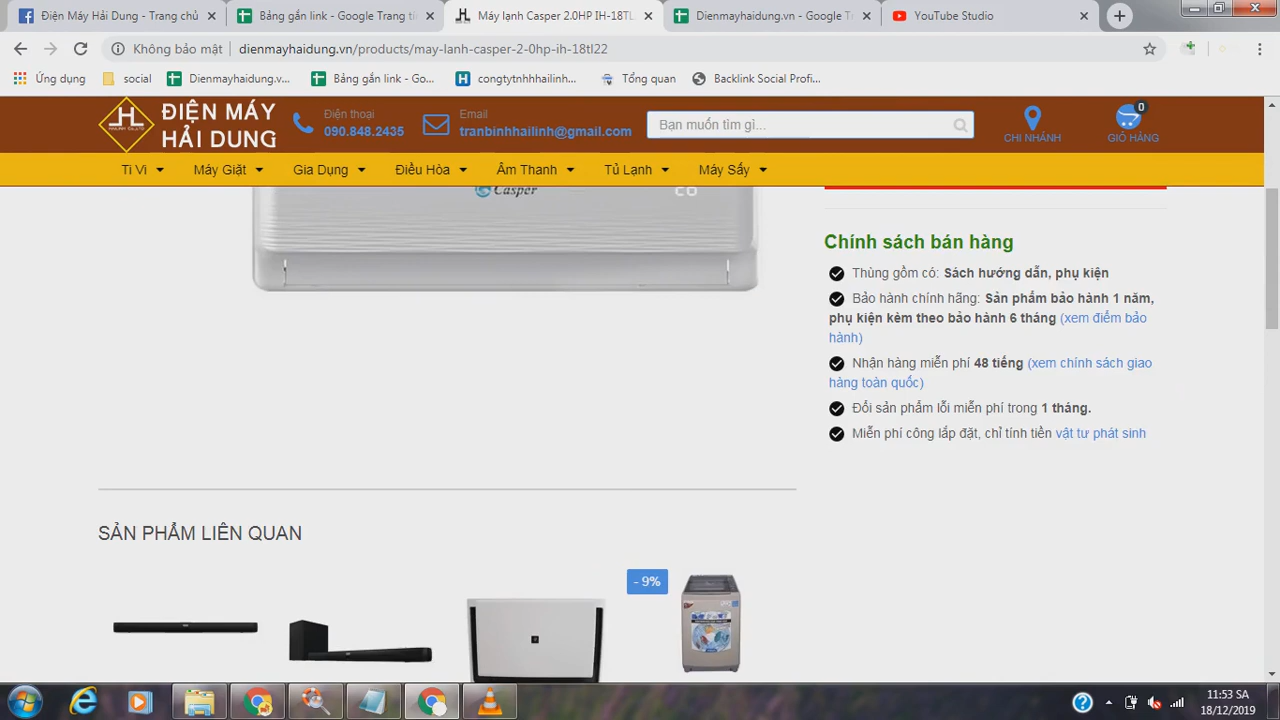 Điện Máy Hải Dung - Trang chủ
Bảng gắn link - Google Trang tí
Máy lạnh Casper 2.0HP IH-18TL
Dienmayhaidung.vn - Google T
YouTube Studio
Không bảo mật
dienmayhaidung.vn/products/may-lanh-casper-2-0hp-ih-18tl22
Ứng dụng
social
Dienmayhaidung.v...
Bảng gắn link - Go...
congtytnhhhailinh...
Tổng quan
Backlink Social Profi...
ĐIỆN MÁY
HẢI DUNG
Điện thoại
090.848.2435
Email
tranbinhhailinh@gmail.com
Bạn muốn tìm gì...
CHI NHÁNH
0
GIỎ HÀNG
Ti Vi
Máy Giặt
Gia Dụng
Điều Hòa
Âm Thanh
Tủ Lạnh
Máy Sấy
Casper
Chính sách bán hàng
Thùng gồm có: Sách hướng dẫn, phụ kiện
Bảo hành chính hãng: Sản phẩm bảo hành 1 năm,
phụ kiện kèm theo bảo hành 6 tháng (xem điểm bảo
hành)
Nhận hàng miễn phí 48 tiếng (xem chính sách giao
hàng toàn quốc)
Đổi sản phẩm lỗi miễn phí trong 1 tháng.
Miễn phí công lắp đặt, chỉ tính tiền vật tư phát sinh
SẢN PHẨM LIÊN QUAN
- 9%
11:53 SA
18/12/2019